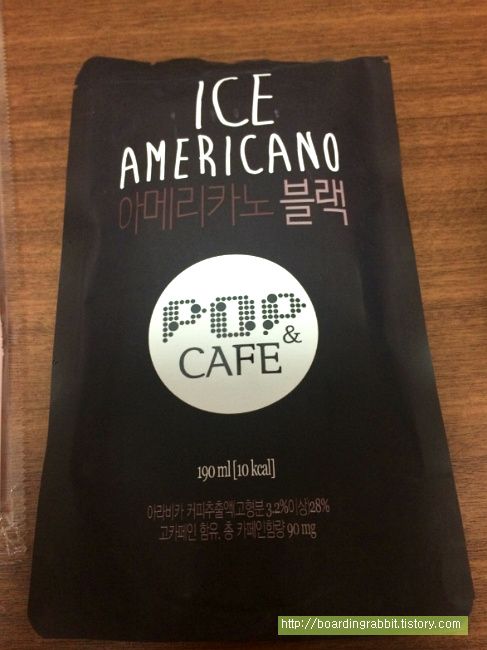 ICE
AMERICANO
아메리카노 블랙
POP
&
CAFE
190 ml [10 kcal]
아라비카 커피추출액(고형분 3.2%이상)28%
고카페인 함유. 총 카페인함량 90 mg
http://boardingrabbit.tistory.com